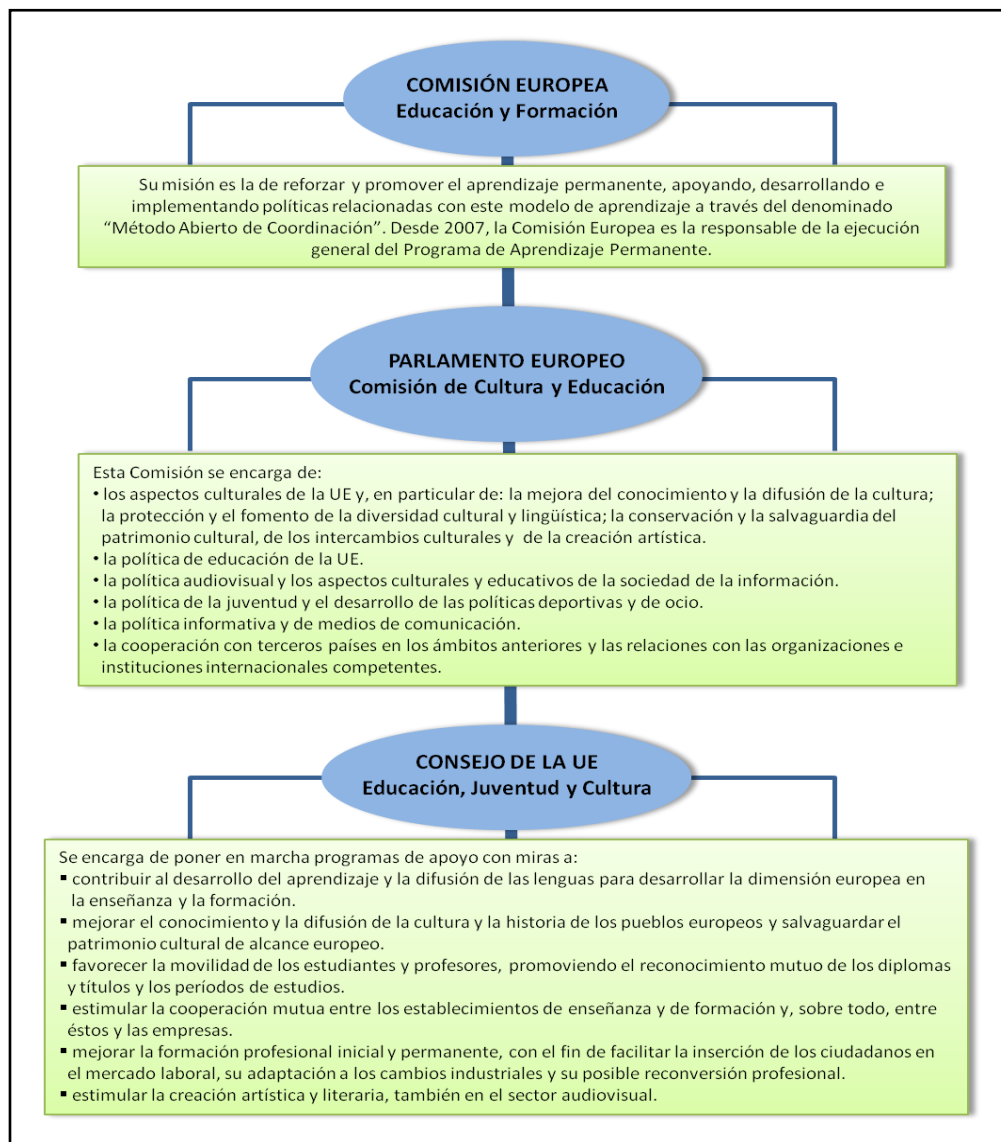 COMISIÓN EUROPEA
Educación y Formación
Su misión es la de reforzar y promover el aprendizaje permanente, apoyando, desarrollando e
implementando políticas relacionadas con este modelo de aprendizaje a través del denominado
“Método Abierto de Coordinación”. Desde 2007, la Comisión Europea es la responsable de la ejecución
general del Programa de Aprendizaje Permanente.
PARLAMENTO EUROPEO
Comisión de Cultura y Educación
Esta Comisión se encarga de:
• los aspectos culturales de la UE y, en particular de: la mejora del conocimiento y la difusión de la cultura;
la protección y el fomento de la diversidad cultural y lingüística; la conservación y la salvaguardia del
patrimonio cultural, de los intercambios culturales y de la creación artística.
• la política de educación de la UE.
• la política audiovisual y los aspectos culturales y educativos de la sociedad de la información.
• la política de la juventud y el desarrollo de las políticas deportivas y de ocio.
• la política informativa y de medios de comunicación.
• la cooperación con terceros países en los ámbitos anteriores y las relaciones con las organizaciones e
instituciones internacionales competentes.
CONSEJO DE LA UE
Educación, Juventud y Cultura
Se encarga de poner en marcha programas de apoyo con miras a:
▪ contribuir al desarrollo del aprendizaje y la difusión de las lenguas para desarrollar la dimensión europea en
la enseñanza y la formación.
▪ mejorar el conocimiento y la difusión de la cultura y la historia de los pueblos europeos y salvaguardar el
patrimonio cultural de alcance europeo.
▪ favorecer la movilidad de los estudiantes y profesores, promoviendo el reconocimiento mutuo de los diplomas
y títulos y los períodos de estudios.
▪ estimular la cooperación mutua entre los establecimientos de enseñanza y de formación y, sobre todo, entre
éstos y las empresas.
▪ mejorar la formación profesional inicial y permanente, con el fin de facilitar la inserción de los ciudadanos en
el mercado laboral, su adaptación a los cambios industriales y su posible reconversión profesional.
▪ estimular la creación artística y literaria, también en el sector audiovisual.